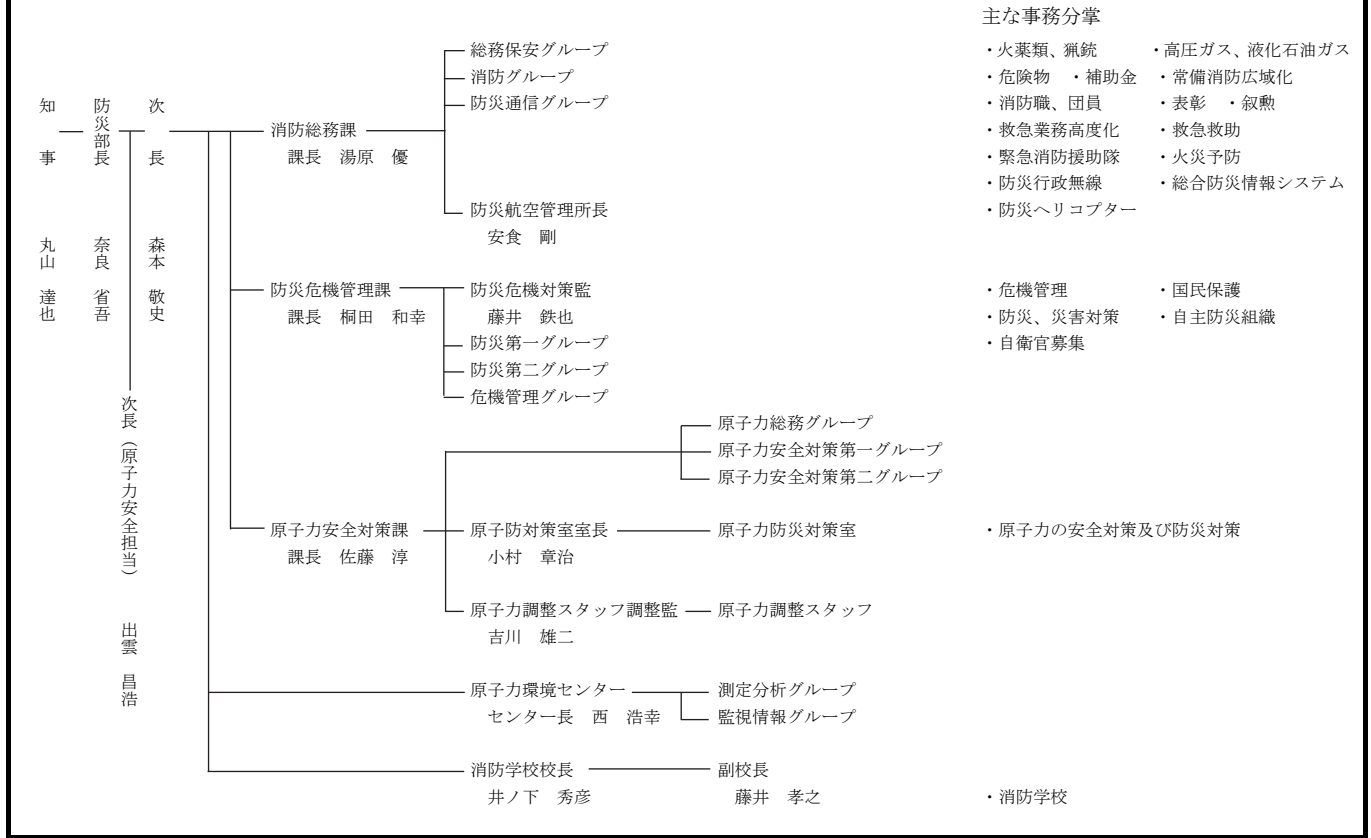 主な事務分掌
総務保安グループ
・火薬類、猟銃 ・高圧ガス、液化石油ガス
消防グループ
・危険物 ・補助金 ・常備消防広域化
防災通信グループ
・消防職、団員 ・表彰 ・叙勲
知事 丸山 達也
防災部長 奈良 省吾
次長 森本 敬史
次長（原子力安全担当） 出雲 昌浩
消防総務課
・救急業務高度化 ・救急救助
課長 湯原 優
・緊急消防援助隊 ・火災予防
・防災行政無線 ・総合防災情報システム
防災航空管理所長
・防災ヘリコプター
安食 剛
防災危機管理課 防災危機対策監
・危機管理 ・国民保護
課長 桐田 和幸 藤井 鉄也
・防災、災害対策 ・自主防災組織
防災第一グループ
・自衛官募集
防災第二グループ
危機管理グループ
原子力総務グループ
原子力安全対策第一グループ
原子力安全対策第二グループ
原子力安全対策課 原子防対策室室長 原子力防災対策室
・原子力の安全対策及び防災対策
課長 佐藤 淳 小村 章治
原子力調整スタッフ調整監 原子力調整スタッフ
吉川 雄二
原子力環境センター 測定分析グループ
センター長 西 浩幸 監視情報グループ
消防学校校長 副校長
井ノ下 秀彦 藤井 孝之 ・消防学校